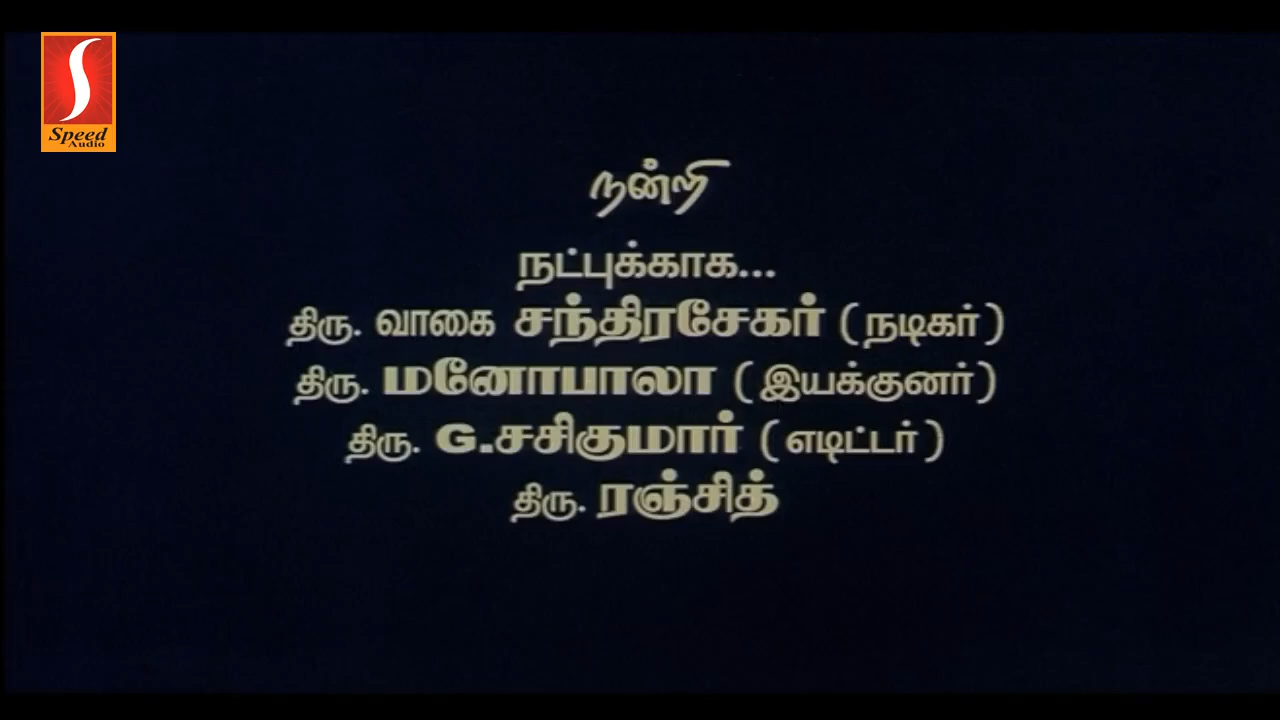 Speed
Audio
நன்றி
நட்புக்காக...
திரு. வாகை சந்திரசேகர் (நடிகர்)
திரு. மனோபாலா (இயக்குனர்)
திரு. G.சசிகுமார் (எடிட்டர்)
திரு. ரஞ்சித்